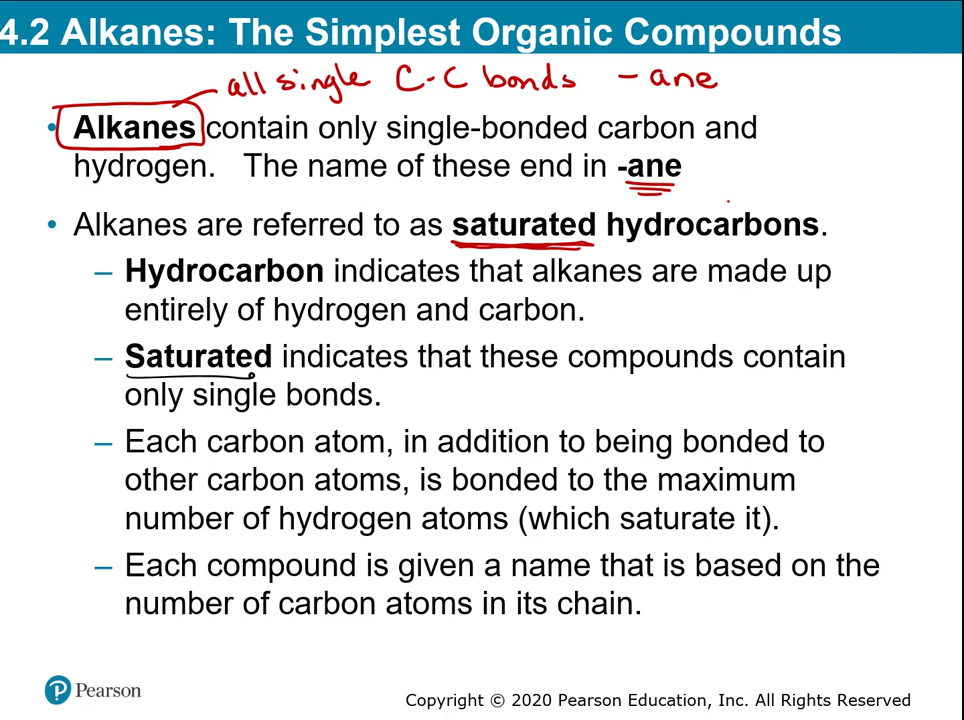 4.2 Alkanes: The Simplest Organic Compounds
all single C-C bonds -ane
• Alkanes contain only single-bonded carbon and
hydrogen. The name of these end in -ane
• Alkanes are referred to as saturated hydrocarbons.
– Hydrocarbon indicates that alkanes are made up
entirely of hydrogen and carbon.
– Saturated indicates that these compounds contain
only single bonds.
– Each carbon atom, in addition to being bonded to
other carbon atoms, is bonded to the maximum
number of hydrogen atoms (which saturate it).
– Each compound is given a name that is based on the
number of carbon atoms in its chain.
P Pearson
Copyright © 2020 Pearson Education, Inc. All Rights Reserved